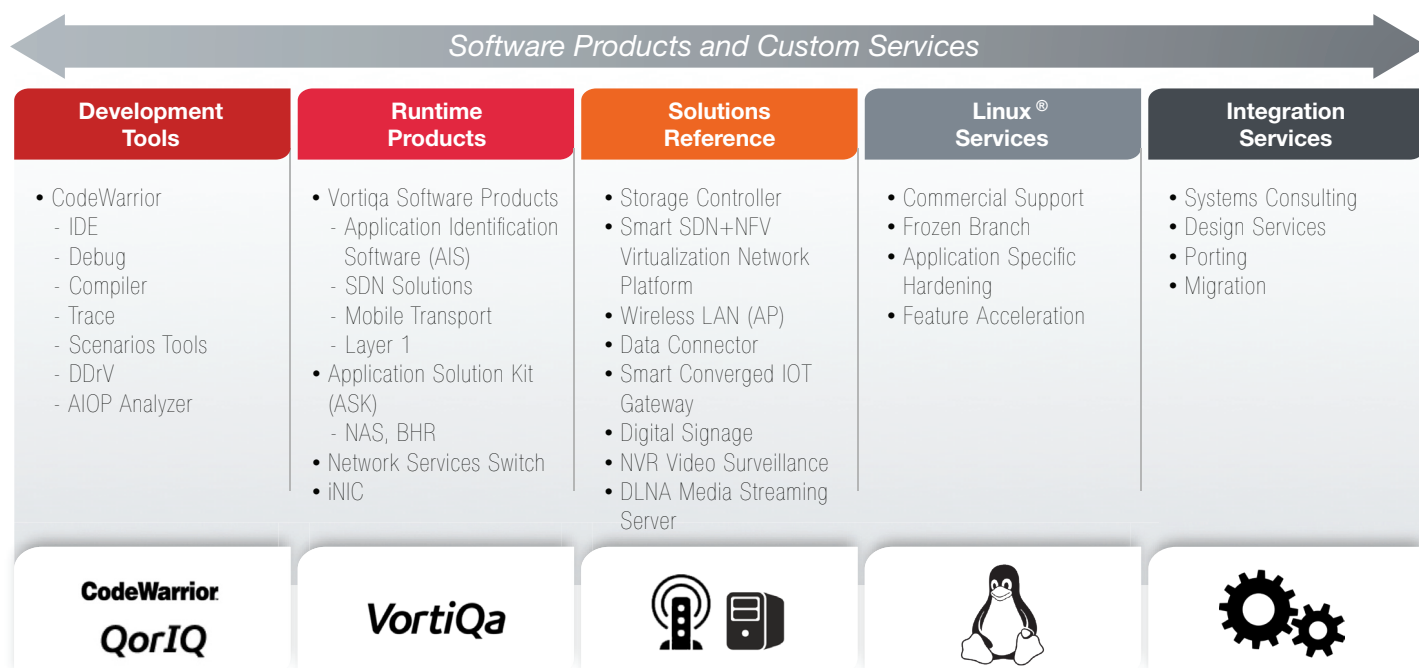 Software Products and Custom Services
Development
Tools
• CodeWarrior
- IDE
- Debug
- Compiler
- Trace
- Scenarios Tools
- DDrV
- AIOP Analyzer
CodeWarrior
QorIQ
Runtime
Products
• Vortiqa Software Products
- Application Identification
Software (AIS)
- SDN Solutions
- Mobile Transport
- Layer 1
• Application Solution Kit
(ASK)
- NAS, BHR
• Network Services Switch
• iNIC
VortiQa
Solutions
Reference
• Storage Controller
• Smart SDN+NFV
Virtualization Network
Platform
• Wireless LAN (AP)
• Data Connector
• Smart Converged IOT
Gateway
• Digital Signage
• NVR Video Surveillance
• DLNA Media Streaming
Server
Linux ®
Services
• Commercial Support
• Frozen Branch
• Application Specific
Hardening
• Feature Acceleration
Integration
Services
• Systems Consulting
• Design Services
• Porting
• Migration